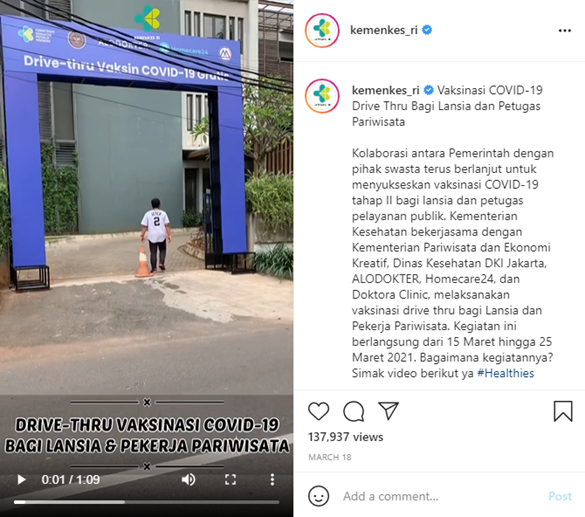 ALODOKTER
Homecare24
Drive-thru Vaksin COVID-19 Gratis
2
DRIVE-THRU VAKSINASI COVID-19
BAGI LANSIA & PEKERJA PARIWISATA
0:01 / 1:09
kemenkes_ri
kemenkes_ri Vaksinasi COVID-19
Drive Thru Bagi Lansia dan Petugas
Pariwisata
Kolaborasi antara Pemerintah dengan
pihak swasta terus berlanjut untuk
menyukseskan vaksinasi COVID-19
tahap II bagi lansia dan petugas
pelayanan publik. Kementerian
Kesehatan bekerjasama dengan
Kementerian Pariwisata dan Ekonomi
Kreatif, Dinas Kesehatan DKI Jakarta,
ALODOKTER, Homecare24, dan
Doktora Clinic, melaksanakan
vaksinasi drive thru bagi Lansia dan
Pekerja Pariwisata. Kegiatan ini
berlangsung dari 15 Maret hingga 25
Maret 2021. Bagaimana kegiatannya?
Simak video berikut ya #Healthies
137,937 views
MARCH 18
Add a comment...
Post